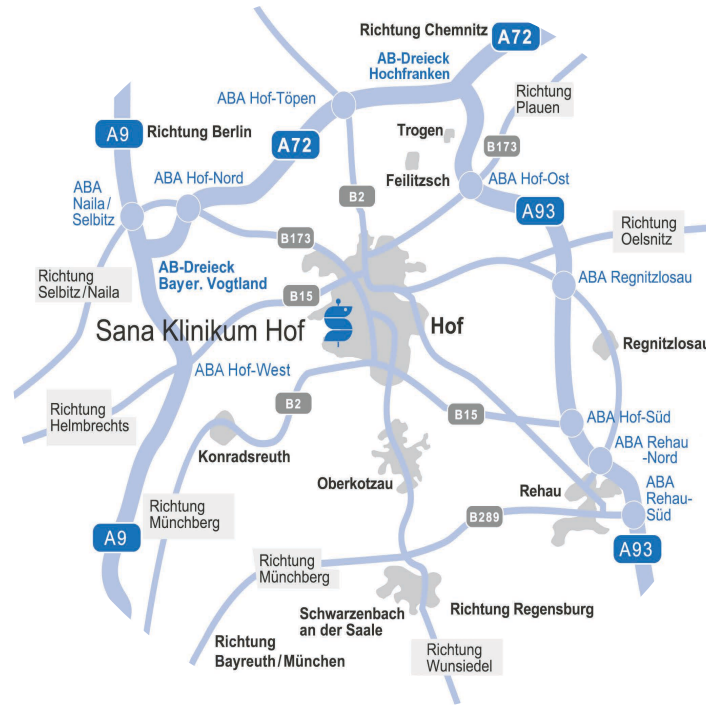 Richtung Chemnitz
A72
AB-Dreieck
Hochfranken
ABA Hof-Töpen
Richtung
Plauen
A9
Richtung Berlin
A72
Trogen
B173
Feilitzsch
ABA
Naila/
Selbitz
ABA Hof-Nord
B2
ABA Hof-Ost
A93
Richtung
Oelsnitz
B173
Richtung
Selbitz/Naila
AB-Dreieck
Bayer. Vogtland
ABA Regnitzlosau
B15
Sana Klinikum Hof
Hof
Regnitzlosau
ABA Hof-West
Richtung
Helmbrechts
B2
B15
ABA Hof-Süd
Konradsreuth
ABA Rehau
-Nord
Oberkotzau
Rehau
ABA
Rehau-
Süd
Richtung
Münchberg
B289
A9
A93
Richtung
Münchberg
Schwarzenbach
an der Saale
Richtung Regensburg
Richtung
Bayreuth/München
Richtung
Wunsiedel